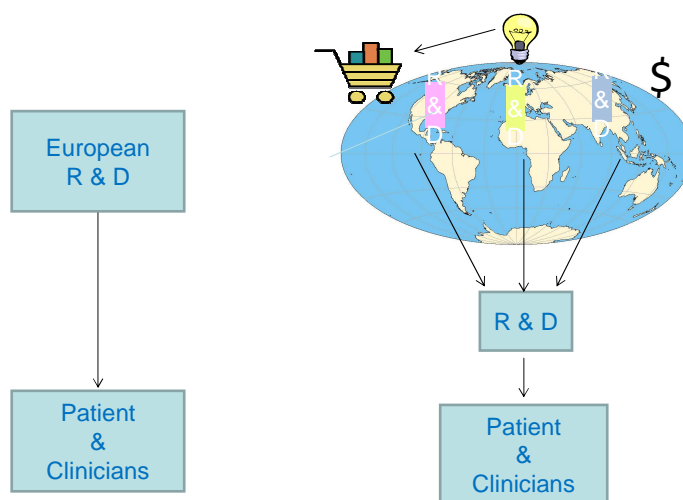 European
R & D
Patient
&
Clinicians
R & D
R & D
R & D
$
R & D
Patient
&
Clinicians